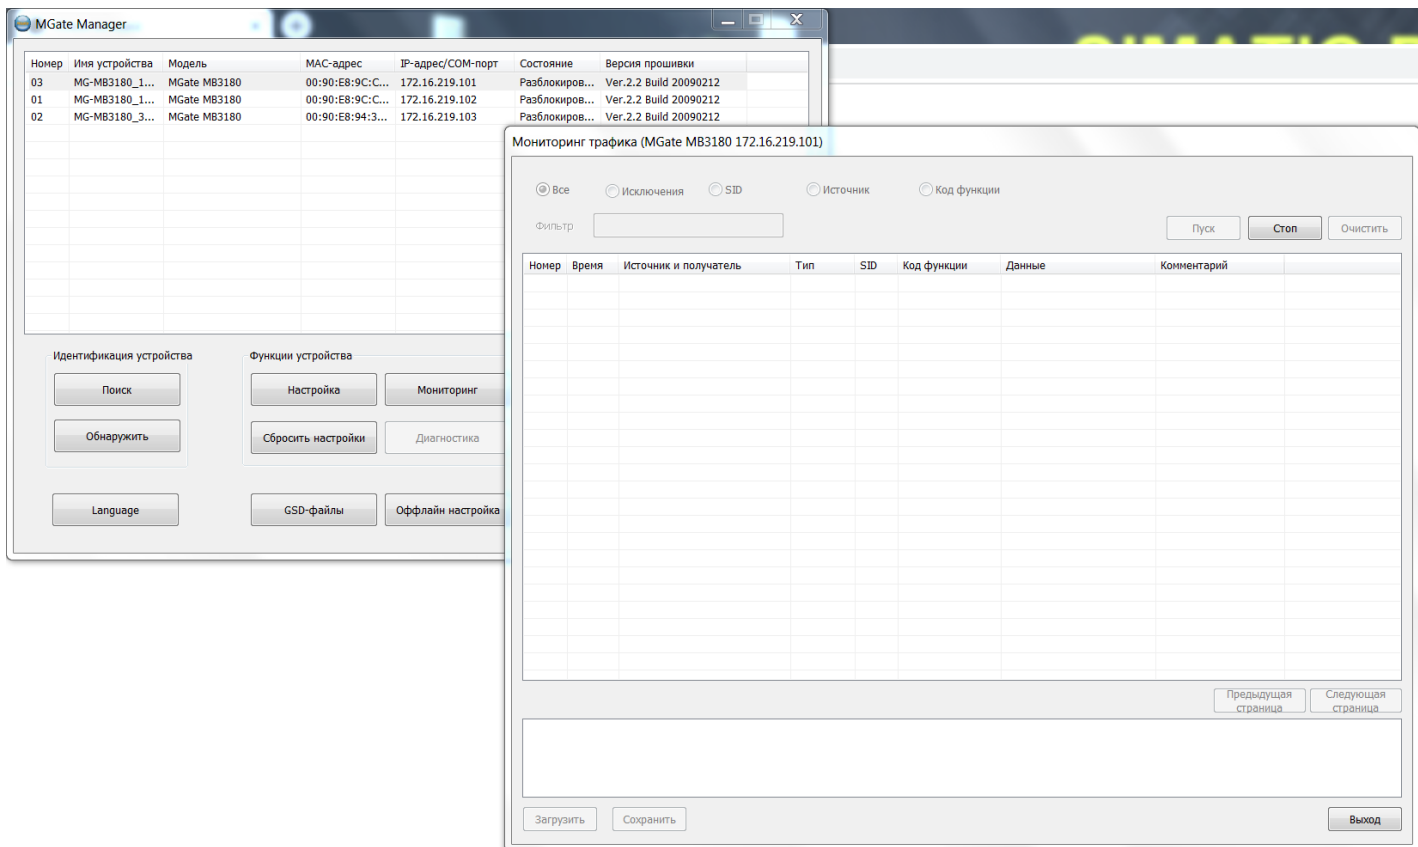 MGate Manager
Номер Имя устройства Модель MAC-адрес IP-адрес/COM-порт Состояние Версия прошивки
03 MG-MB3180_1... MGate MB3180 00:90:E8:9C:C... 172.16.219.101 Разблокиров... Ver.2.2 Build 20090212
01 MG-MB3180_1... MGate MB3180 00:90:E8:9C:C... 172.16.219.102 Разблокиров... Ver.2.2 Build 20090212
02 MG-MB3180_3... MGate MB3180 00:90:E8:94:3... 172.16.219.103 Разблокиров... Ver.2.2 Build 20090212
Идентификация устройства
Поиск
Обнаружить
Language
Функции устройства
Настройка Мониторинг
Сбросить настройки Диагностика
GSD-файлы Оффлайн настройка
Мониторинг трафика (MGate MB3180 172.16.219.101)
Все Исключения SID Источник Код функции
Фильтр
Пуск Стоп Очистить
Номер Время Источник и получатель Тип SID Код функции Данные Комментарий
Предыдущая страница Следующая страница
Загрузить Сохранить Выход